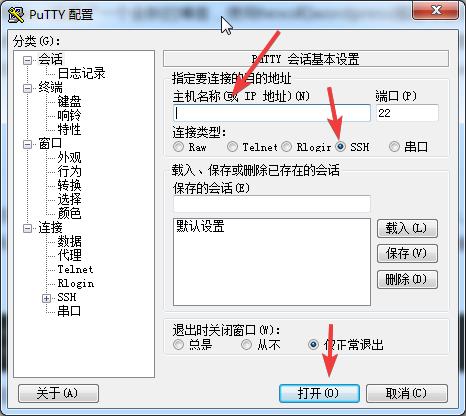 PuTTY 配置
分类(G):
会话
日志记录
终端
键盘
响铃
特性
窗口
外观
行为
转换
选择
颜色
连接
数据
代理
Telnet
Rlogin
SSH
串口
PuTTY 会话基本设置
指定要连接的目的地址
主机名称(或 IP 地址)(N) 端口(P)
22
连接类型:
Raw Telnet Rlogin SSH 串口
载入、保存或删除已存在的会话
保存的会话(E)
默认设置
载入(L)
保存(V)
删除(D)
退出时关闭窗口(W):
总是 从不 仅正常退出
关于(A) 打开(O) 取消(C)